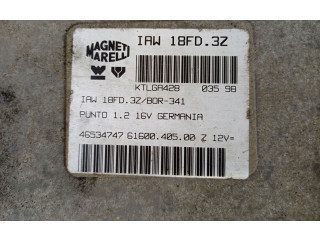 MAGNETI MARELLI
IAW 18FD.3Z
KTLGA428 035 98
IAW 18FD.3Z/BOR-341
PUNTO 1.2 16V GERMANIA
46534747 61600.405.00 Z 12V=